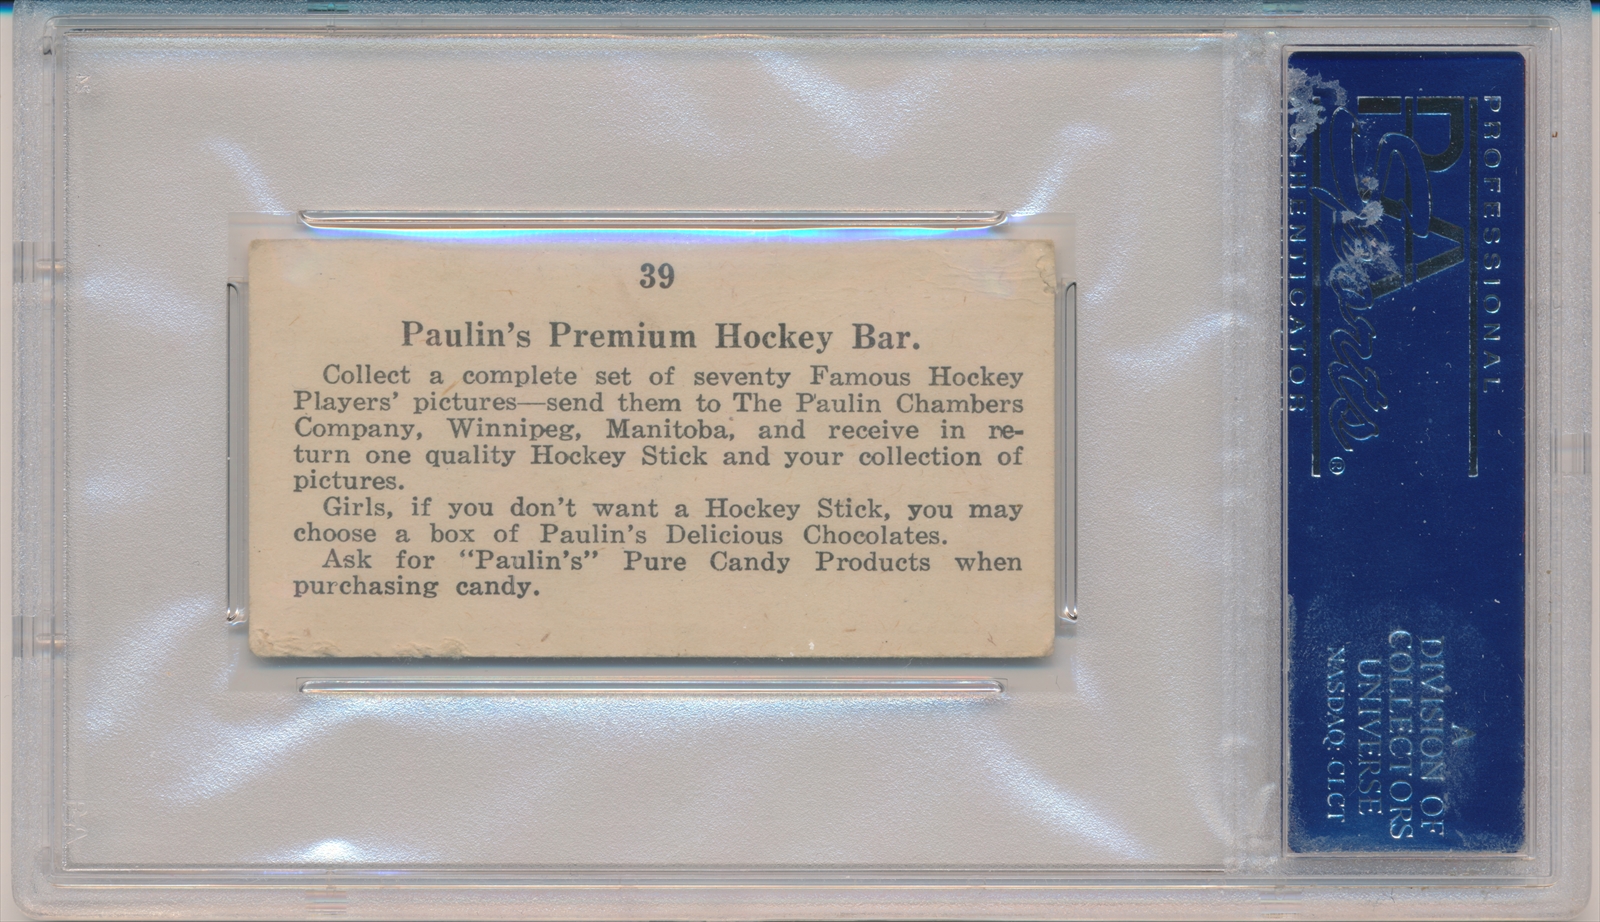 39
Paulin's Premium Hockey Bar.
Collect a complete set of seventy Famous Hockey
Players' pictures—send them to The Paulin Chambers
Company, Winnipeg, Manitoba, and receive in re-
turn one quality Hockey Stick and your collection of
pictures.
Girls, if you don't want a Hockey Stick, you may
choose a box of Paulin's Delicious Chocolates.
Ask for "Paulin's" Pure Candy Products when
purchasing candy.
PROFESSIONAL
PSA
Sports
®
A
DIVISION OF
COLLECTORS
UNIVERSE
NASDAQ: CLCT